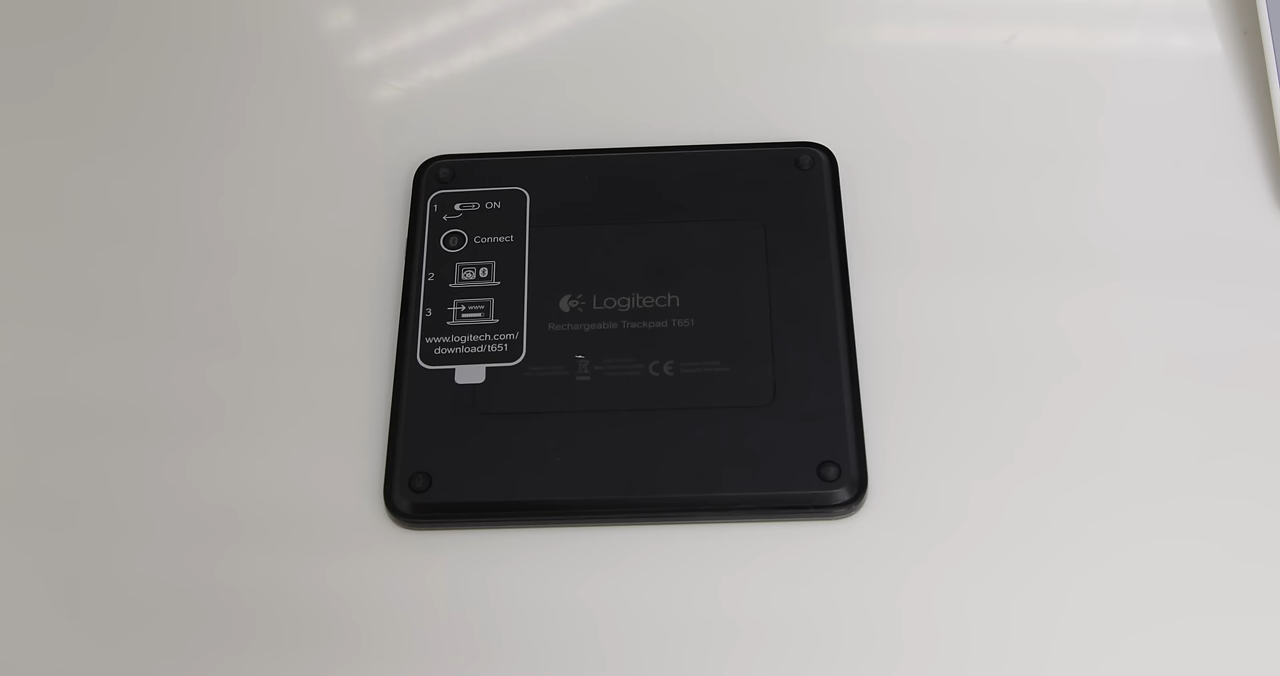 1 ON
Connect
2
3 www
www.logitech.com/
download/t651
Logitech
Rechargeable Trackpad T651
CE